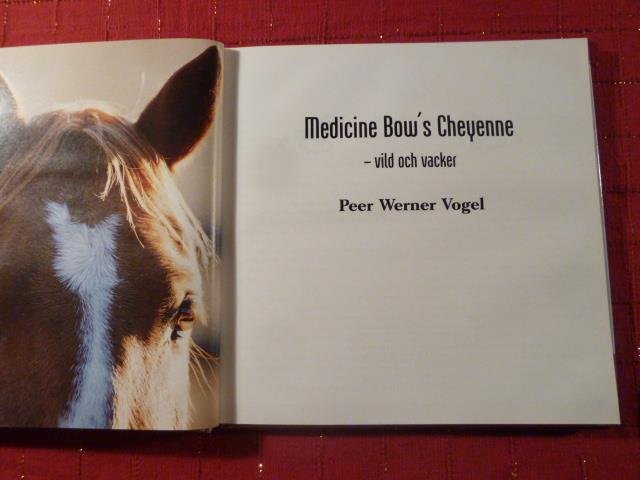 Medicine Bow´s Cheyenne
– vild och vacker
Peer Werner Vogel